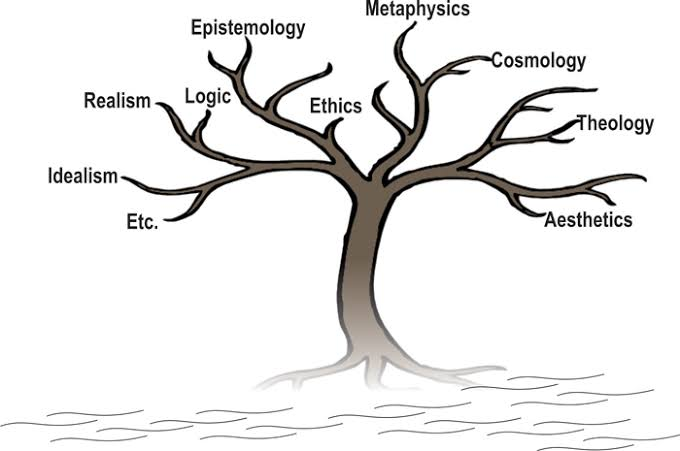 Metaphysics
Epistemology
Cosmology
Realism
Logic
Ethics
Theology
Idealism
Etc.
Aesthetics